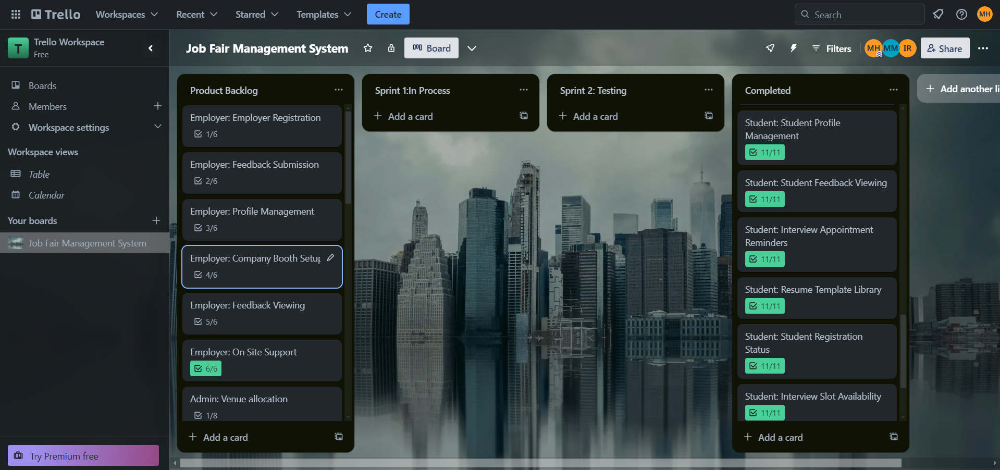 Trello
Workspaces
Recent
Starred
Templates
Create
Search
MH
T
Trello Workspace
Free
Boards
Members
Workspace settings
Workspace views
Table
Calendar
Your boards
Job Fair Management System
Try Premium free
Job Fair Management System
Board
Filters
MH
MM
IR
Share
Product Backlog
Employer: Employer Registration
1/6
Employer: Feedback Submission
2/6
Employer: Profile Management
3/6
Employer: Company Booth Setup
4/6
Employer: Feedback Viewing
5/6
Employer: On Site Support
6/6
Admin: Venue allocation
1/8
Add a card
Sprint 1:In Process
Add a card
Sprint 2: Testing
Add a card
Completed
Student: Student Profile
Management
11/11
Student: Student Feedback Viewing
11/11
Student: Interview Appointment
Reminders
11/11
Student: Resume Template Library
11/11
Student: Student Registration
Status
11/11
Student: Interview Slot Availability
11/11
Add a card
Add another li